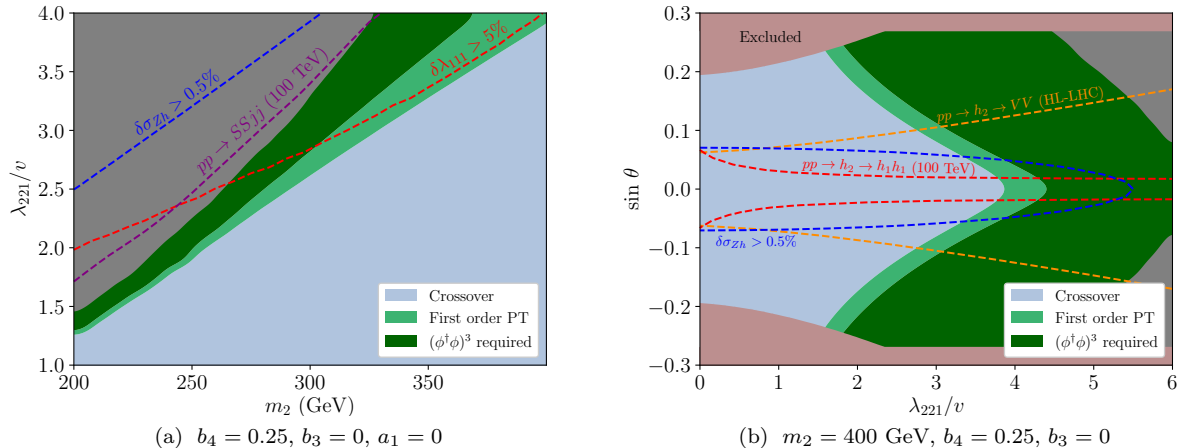 4.0
3.5
3.0
2.5
2.0
1.5
1.0
200
250
300
350
λ221/v
m2 (GeV)
δσZh > 0.5%
pp → SSjj (100 TeV)
δλ111 > 5%
Crossover
First order PT
(ϕ†ϕ)³ required
(a) b4 = 0.25, b3 = 0, a1 = 0
0.3
0.2
0.1
0.0
−0.1
−0.2
−0.3
0
1
2
3
4
5
6
sin θ
λ221/v
Excluded
pp → h2 → VV (HL-LHC)
pp → h2 → h1h1 (100 TeV)
δσZh > 0.5%
Crossover
First order PT
(ϕ†ϕ)³ required
(b) m2 = 400 GeV, b4 = 0.25, b3 = 0